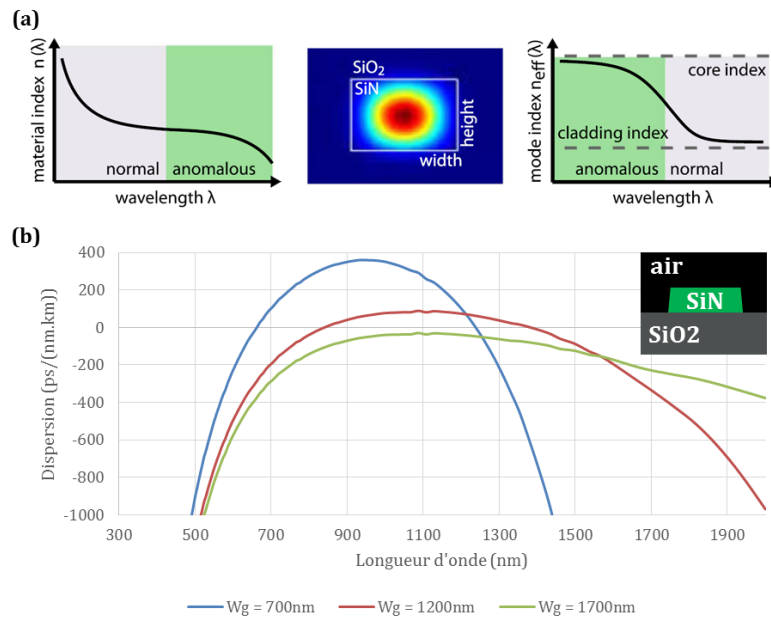 (a)
material index n(λ)
normal
anomalous
wavelength λ
SiO₂
SiN
height
width
mode index neff(λ)
core index
cladding index
anomalous
normal
wavelength λ
(b)
Dispersion (ps/(nm.km))
400
200
0
-200
-400
-600
-800
-1000
air
SiN
SiO2
300
500
700
900
1100
1300
1500
1700
1900
Longueur d'onde (nm)
Wg = 700nm
Wg = 1200nm
Wg = 1700nm